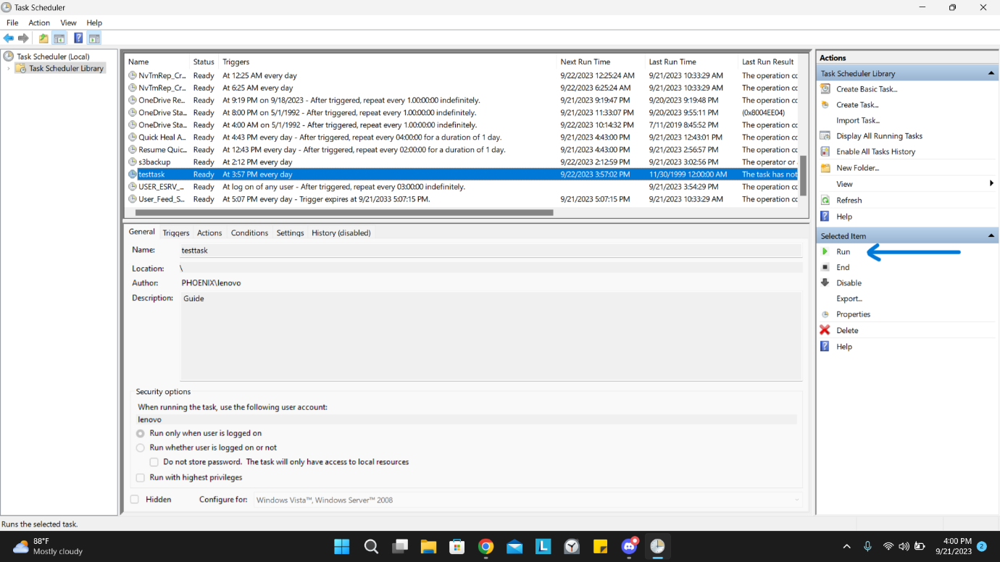 Task Scheduler
File Action View Help
Task Scheduler (Local)
Task Scheduler Library
Name Status Triggers Next Run Time Last Run Time Last Run Result
NvTmRep_Cr... Ready At 12:25 AM every day 9/22/2023 12:25:24 AM 9/21/2023 10:33:29 AM The operation co
NvTmRep_Cr... Ready At 6:25 AM every day 9/22/2023 6:25:24 AM 9/21/2023 10:33:29 AM The operation co
OneDrive Re... Ready At 9:19 PM on 9/18/2023 - After triggered, repeat every 1.00:00:00 indefinitely. 9/21/2023 9:19:47 PM 9/20/2023 9:19:48 PM The operation co
OneDrive Sta... Ready At 8:00 PM on 5/1/1992 - After triggered, repeat every 1.00:00:00 indefinitely. 9/21/2023 11:33:07 PM 9/20/2023 9:55:11 PM (0x8004EE04)
OneDrive Sta... Ready At 4:00 AM on 5/1/1992 - After triggered, repeat every 1.00:00:00 indefinitely. 9/22/2023 10:14:32 PM 7/11/2019 8:45:52 PM The operation co
Quick Heal A... Ready At 4:43 PM every day - After triggered, repeat every 04:00:00 for a duration of 1 day. 9/21/2023 4:43:00 PM 9/21/2023 12:43:01 PM The operation co
Resume Quic... Ready At 12:43 PM every day - After triggered, repeat every 02:00:00 for a duration of 1 day. 9/21/2023 4:43:00 PM 9/21/2023 2:56:57 PM The operation co
s3backup Ready At 2:12 PM every day 9/22/2023 2:12:59 PM 9/21/2023 3:02:56 PM The operator or
testtask Ready At 3:57 PM every day 9/22/2023 3:57:02 PM 11/30/1999 12:00:00 AM The task has not
USER_ESRV_... Ready At log on of any user - After triggered, repeat every 03:00:00 indefinitely. 9/21/2023 3:54:29 PM The operation co
User_Feed_S... Ready At 5:07 PM every day - Trigger expires at 9/21/2033 5:07:15 PM. 9/21/2023 5:07:15 PM 9/21/2023 10:33:29 AM The operation co
General Triggers Actions Conditions Settings History (disabled)
Name: testtask
Location: \
Author: PHOENIX\lenovo
Description: Guide
Security options
When running the task, use the following user account:
lenovo
Run only when user is logged on
Run whether user is logged on or not
Do not store password. The task will only have access to local resources
Run with highest privileges
Hidden Configure for: Windows Vista™, Windows Server™ 2008
Actions
Task Scheduler Library
Create Basic Task...
Create Task...
Import Task...
Display All Running Tasks
Enable All Tasks History
New Folder...
View
Refresh
Help
Selected Item
Run
End
Disable
Export...
Properties
Delete
Help
Runs the selected task.
88°F
Mostly cloudy
L
4:00 PM
9/21/2023
2